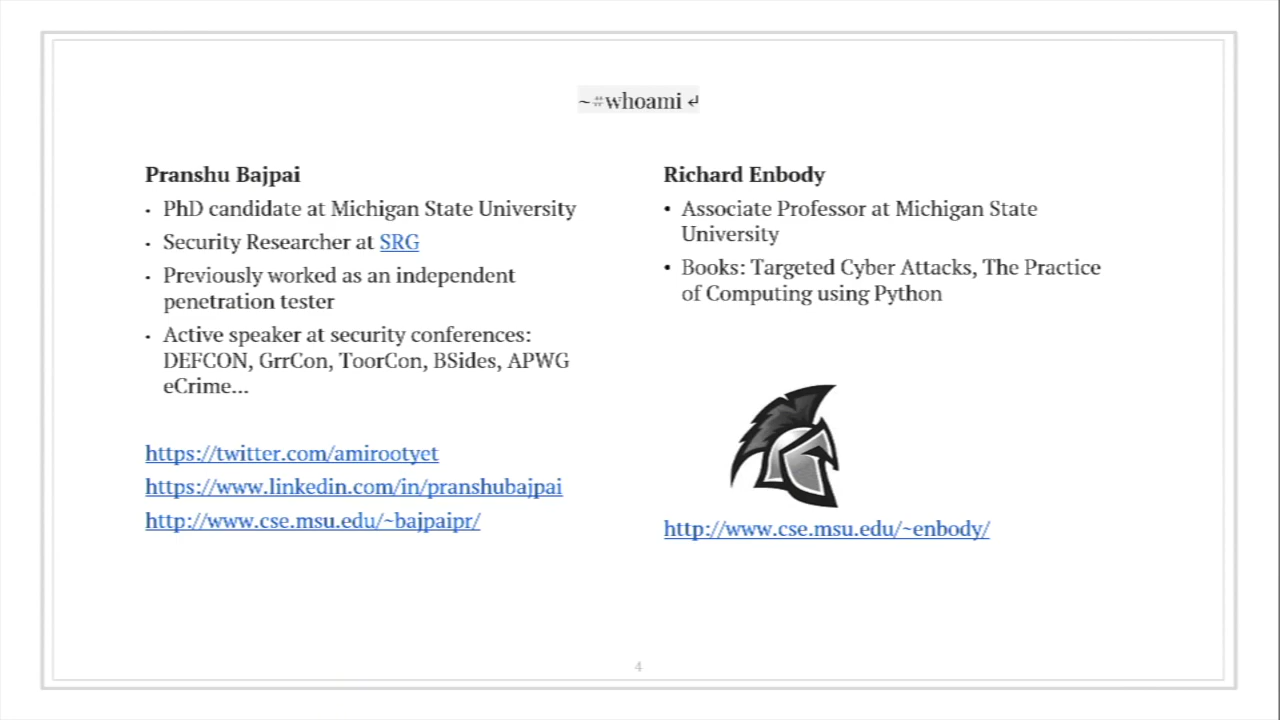 ~#whoami ↵
Pranshu Bajpai
• PhD candidate at Michigan State University
• Security Researcher at SRG
• Previously worked as an independent
penetration tester
• Active speaker at security conferences:
DEFCON, GrrCon, ToorCon, BSides, APWG
eCrime...
https://twitter.com/amirootyet
https://www.linkedin.com/in/pranshubajpai
http://www.cse.msu.edu/~bajpaipr/
Richard Enbody
• Associate Professor at Michigan State
University
• Books: Targeted Cyber Attacks, The Practice
of Computing using Python
http://www.cse.msu.edu/~enbody/
4